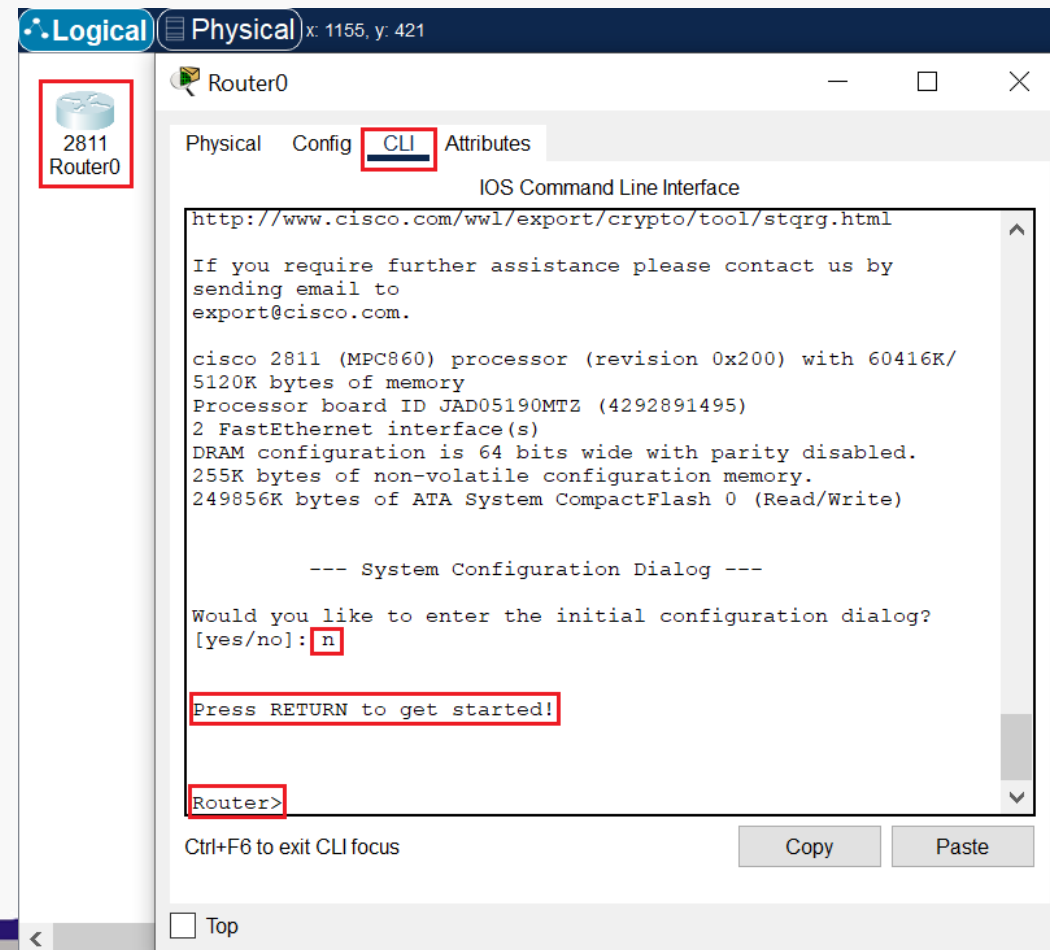 Logical Physical x: 1155, y: 421
2811
Router0
Router0
Physical Config CLI Attributes
IOS Command Line Interface
http://www.cisco.com/wwl/export/crypto/tool/stqrg.html
If you require further assistance please contact us by
sending email to
export@cisco.com.
cisco 2811 (MPC860) processor (revision 0x200) with 60416K/
5120K bytes of memory
Processor board ID JAD05190MTZ (4292891495)
2 FastEthernet interface(s)
DRAM configuration is 64 bits wide with parity disabled.
255K bytes of non-volatile configuration memory.
249856K bytes of ATA System CompactFlash 0 (Read/Write)
--- System Configuration Dialog ---
Would you like to enter the initial configuration dialog?
[yes/no]: n
Press RETURN to get started!
Router>
Ctrl+F6 to exit CLI focus
Copy Paste
Top